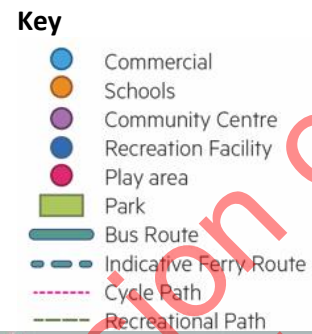 Key
Commercial
Schools
Community Centre
Recreation Facility
Play area
Park
Bus Route
Indicative Ferry Route
Cycle Path
Recreational Path